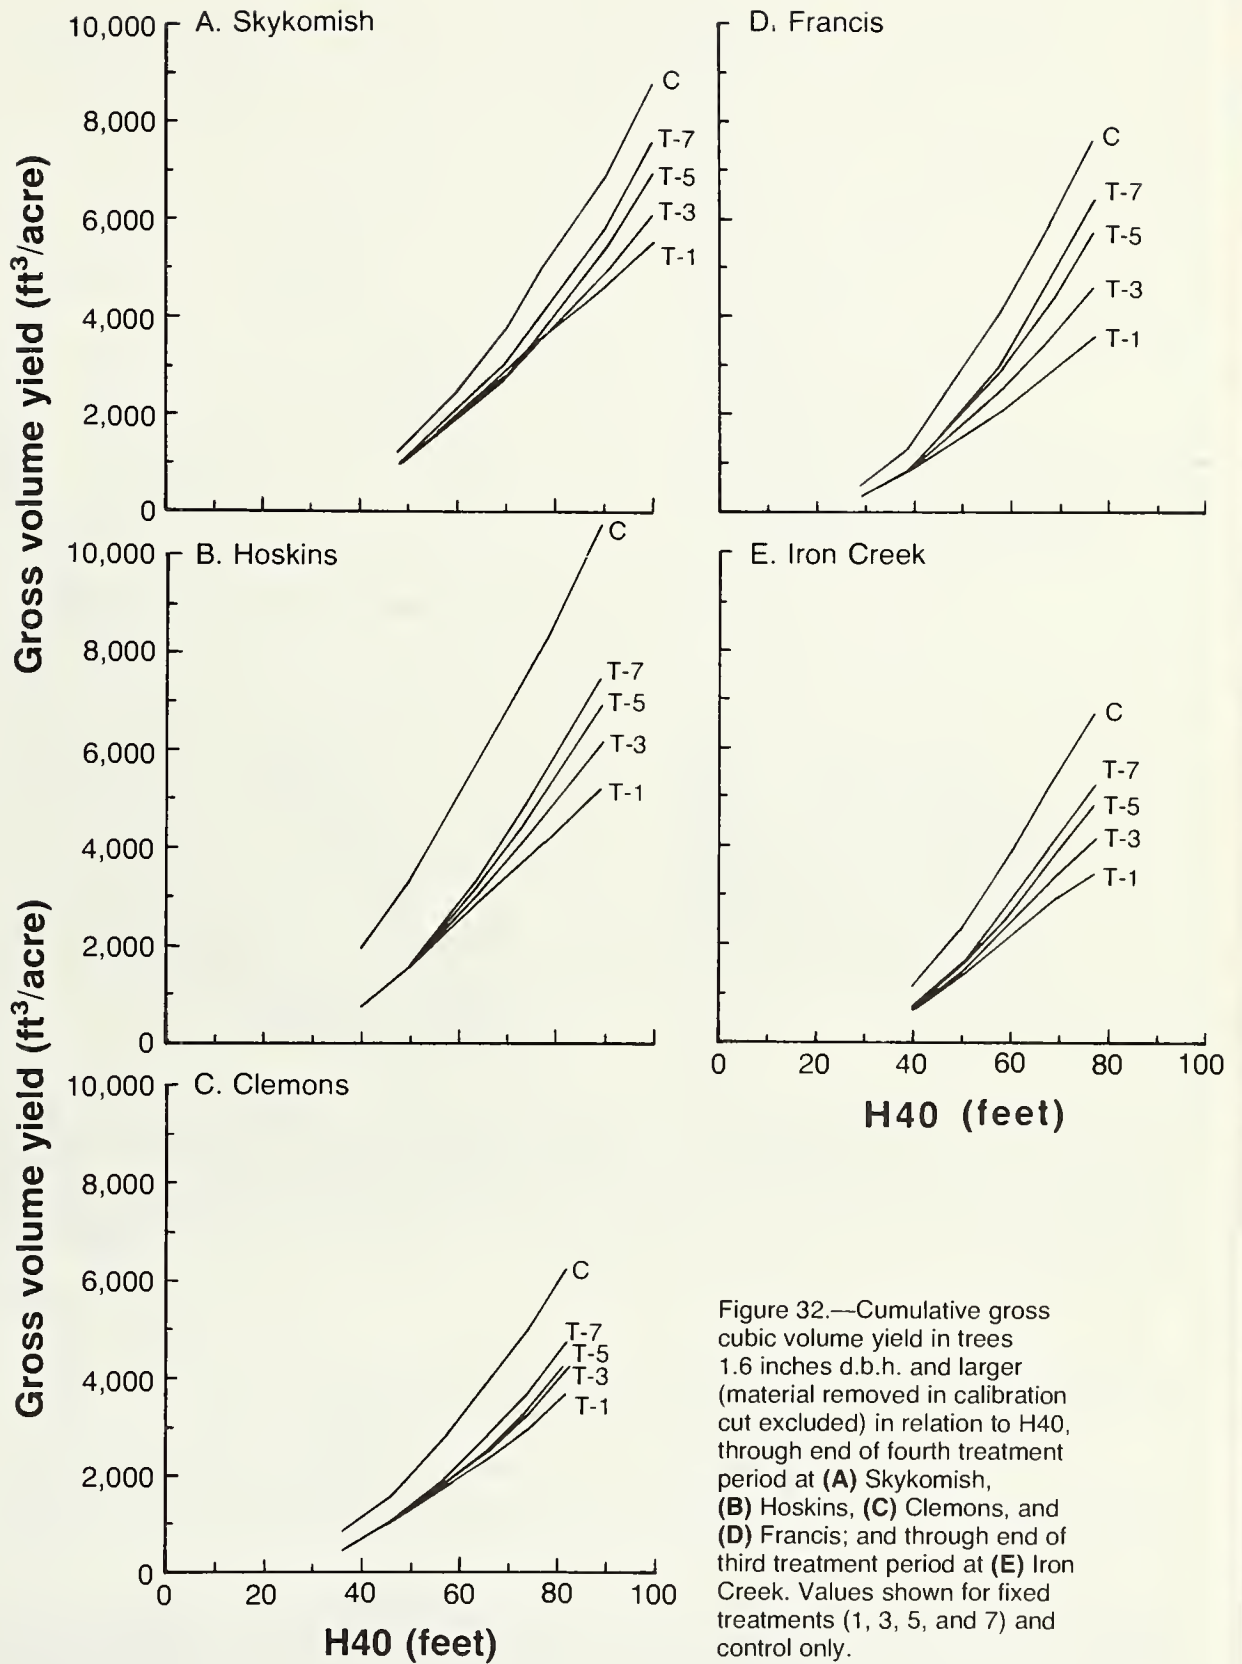 A. Skykomish
10,000
8,000
6,000
4,000
2,000
0
C
T-7
T-5
T-3
T-1
Gross volume yield (ft³/acre)
D. Francis
C
T-7
T-5
T-3
T-1
B. Hoskins
10,000
8,000
6,000
4,000
2,000
0
C
T-7
T-5
T-3
T-1
E. Iron Creek
C
T-7
T-5
T-3
T-1
0 20 40 60 80 100
H40 (feet)
Gross volume yield (ft³/acre)
C. Clemons
10,000
8,000
6,000
4,000
2,000
0
C
T-7
T-5
T-3
T-1
0 20 40 60 80 100
H40 (feet)
Figure 32.—Cumulative gross
cubic volume yield in trees
1.6 inches d.b.h. and larger
(material removed in calibration
cut excluded) in relation to H40,
through end of fourth treatment
period at (A) Skykomish,
(B) Hoskins, (C) Clemons, and
(D) Francis; and through end of
third treatment period at (E) Iron
Creek. Values shown for fixed
treatments (1, 3, 5, and 7) and
control only.